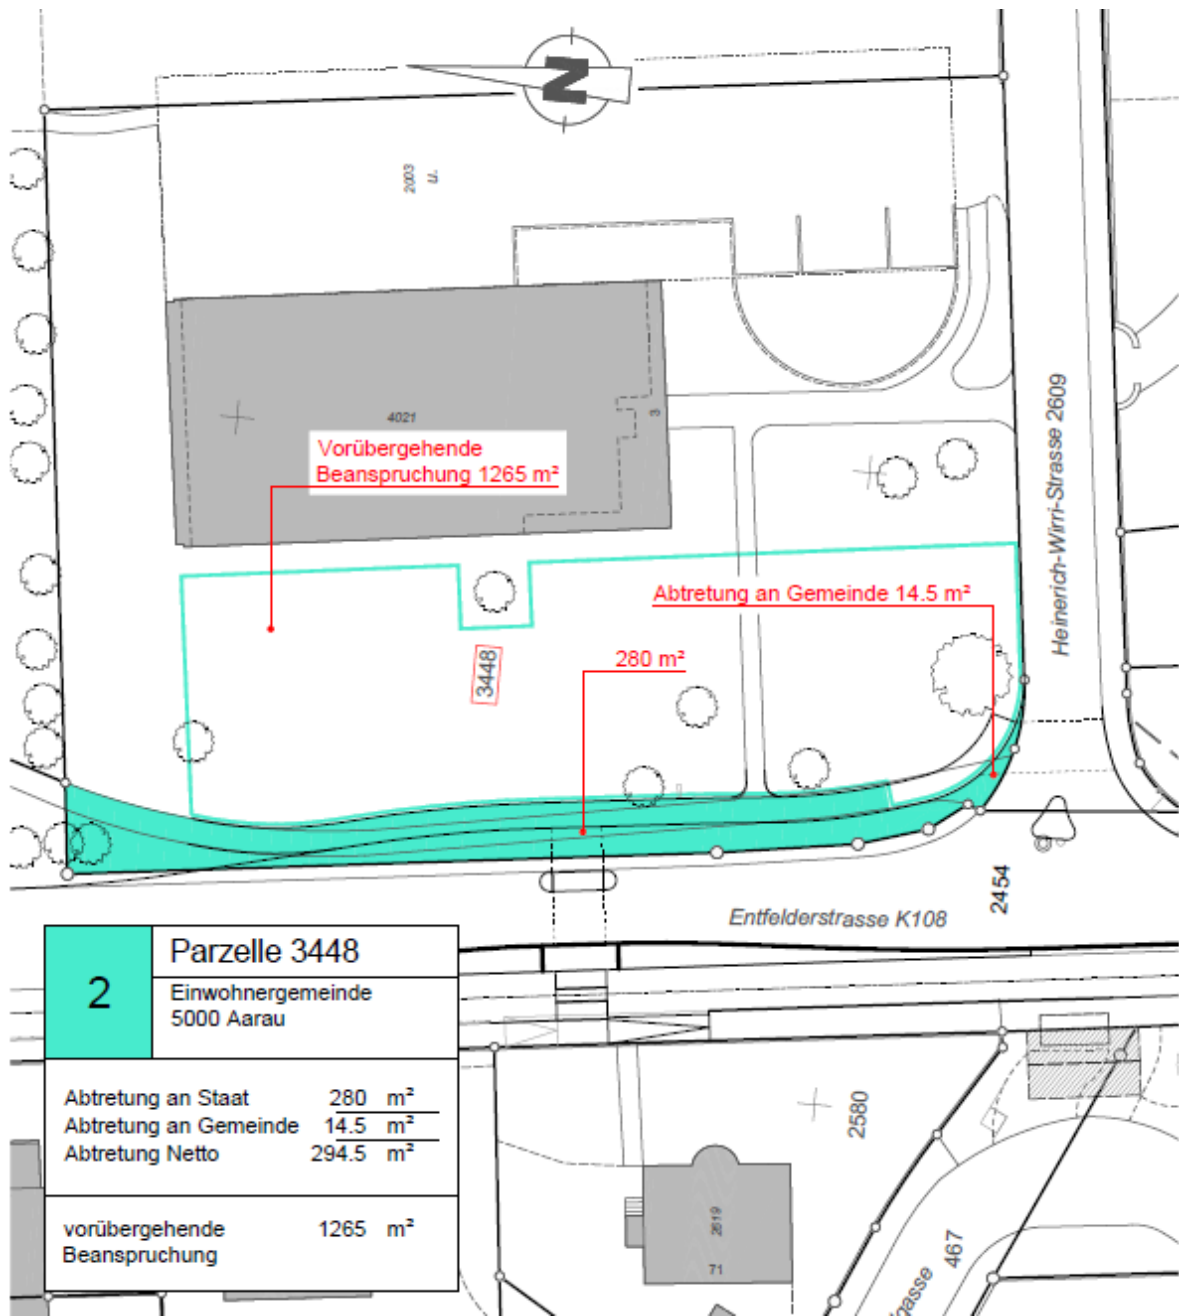 N
2003
u.
4021
3
Vorübergehende
Beanspruchung 1265 m²
Heinerich-Wirri-Strasse 2609
Abtretung an Gemeinde 14.5 m²
3448
280 m²
2454
Entfelderstrasse K108
2
Parzelle 3448
Einwohnergemeinde
5000 Aarau
Abtretung an Staat 280 m²
Abtretung an Gemeinde 14.5 m²
Abtretung Netto 294.5 m²
vorübergehende 1265 m²
Beanspruchung
2580
2619
71
467